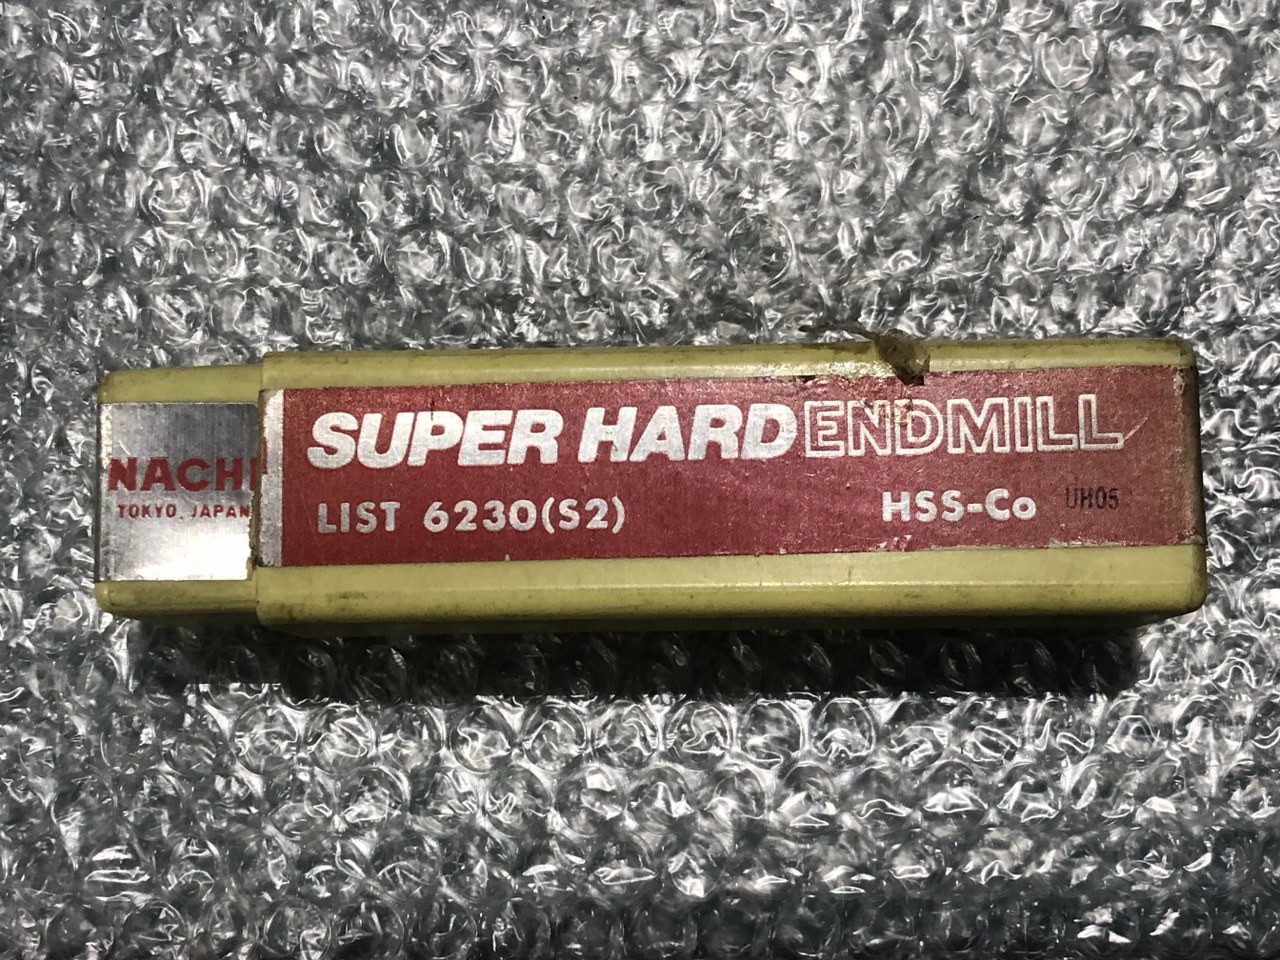 NACHI
TOKYO, JAPAN
SUPER HARD ENDMILL
LIST 6230(S2)
HSS-Co UH05